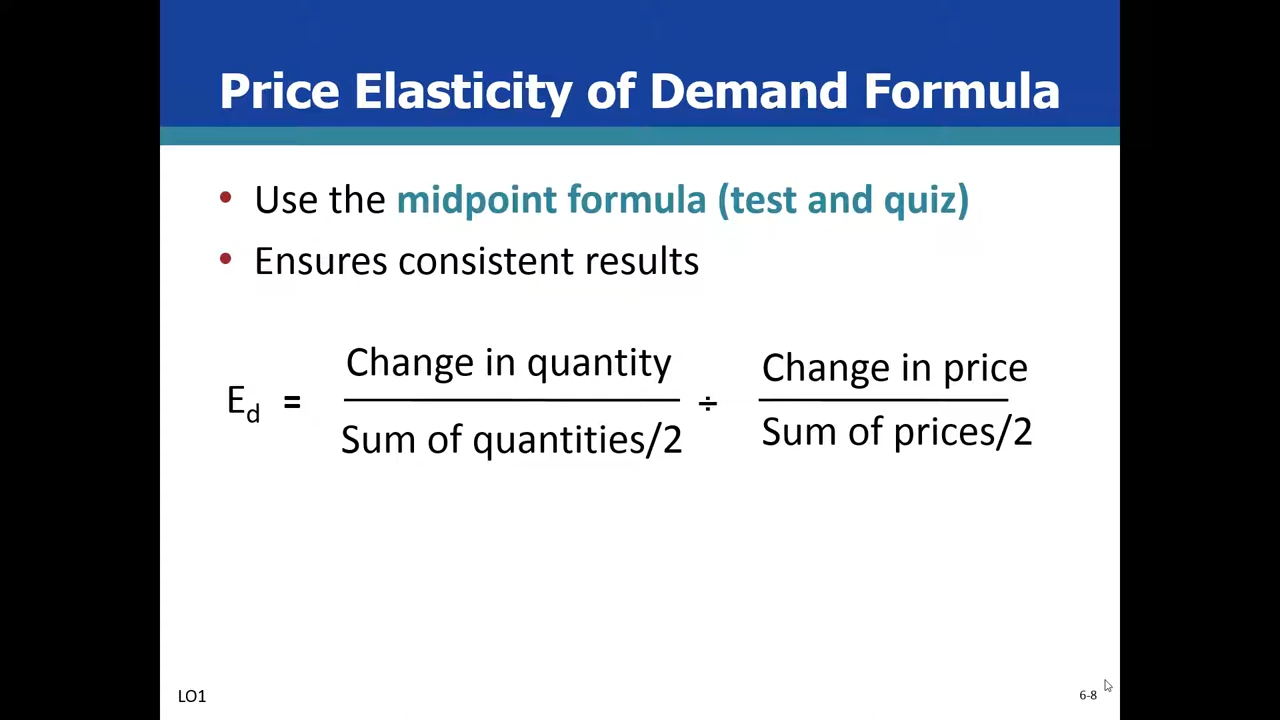 Price Elasticity of Demand Formula
• Use the midpoint formula (test and quiz)
• Ensures consistent results
Change in quantity
Change in price
Ed = ÷
Sum of quantities/2
Sum of prices/2
LO1
6-8